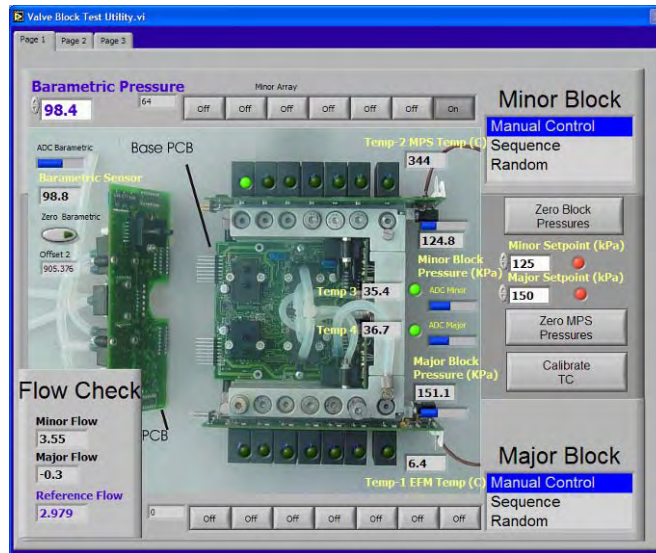 Valve Block Test Utility.vi
Page 1 Page 2 Page 3
Barametric Pressure
98.4
64
Minor Array
Off Off Off Off Off Off On
Minor Block
Manual Control
Sequence
Random
ADC Barametric
Barametric Sensor
98.8
Zero Barometric
Offset 2
905.376
Base PCB
Temp-2 MPS Temp (C)
344
124.8
Minor Block
Pressure (KPa)
ADC Minor
ADC Major
Temp 3 35.4
Temp 4 36.7
Major Block
Pressure (KPa)
151.1
6.4
Temp-1 EFM Temp (C)
Zero Block
Pressures
Minor Setpoint (kPa)
125
Major Setpoint (kPa)
150
Zero MPS
Pressures
Calibrate
TC
Flow Check
Minor Flow
3.55
Major Flow
-0.3
Reference Flow
2.979
PCB
0
Off Off Off Off Off Off Off
Major Block
Manual Control
Sequence
Random